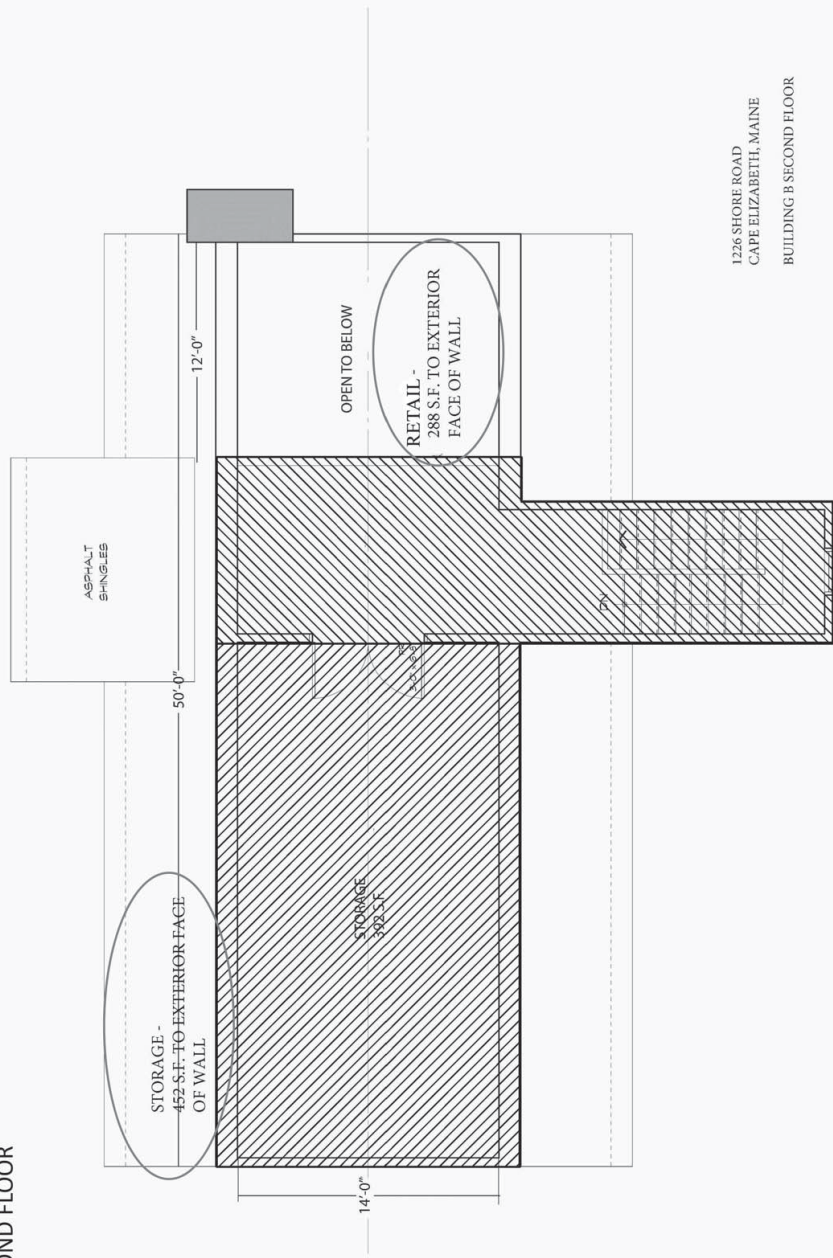 OND FLOOR
STORAGE -
452 S.F. TO EXTERIOR FACE
OF WALL
50'-0"
ASPHALT
SHINGLES
12'-0"
14'-0"
STORAGE
392 S.F.
OPEN TO BELOW
RETAIL -
288 S.F. TO EXTERIOR
FACE OF WALL
DN
1226 SHORE ROAD
CAPE ELIZABETH, MAINE
BUILDING B SECOND FLOOR